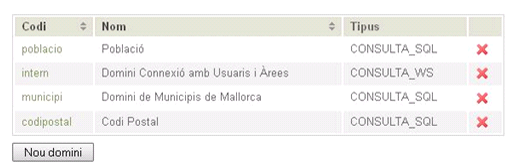 Codi Nom Tipus
poblacio Població CONSULTA_SQL
intern Domini Connexió amb Usuaris i Àrees CONSULTA_WS
municipi Domini de Municipis de Mallorca CONSULTA_SQL
codipostal Codi Postal CONSULTA_SQL
Nou domini